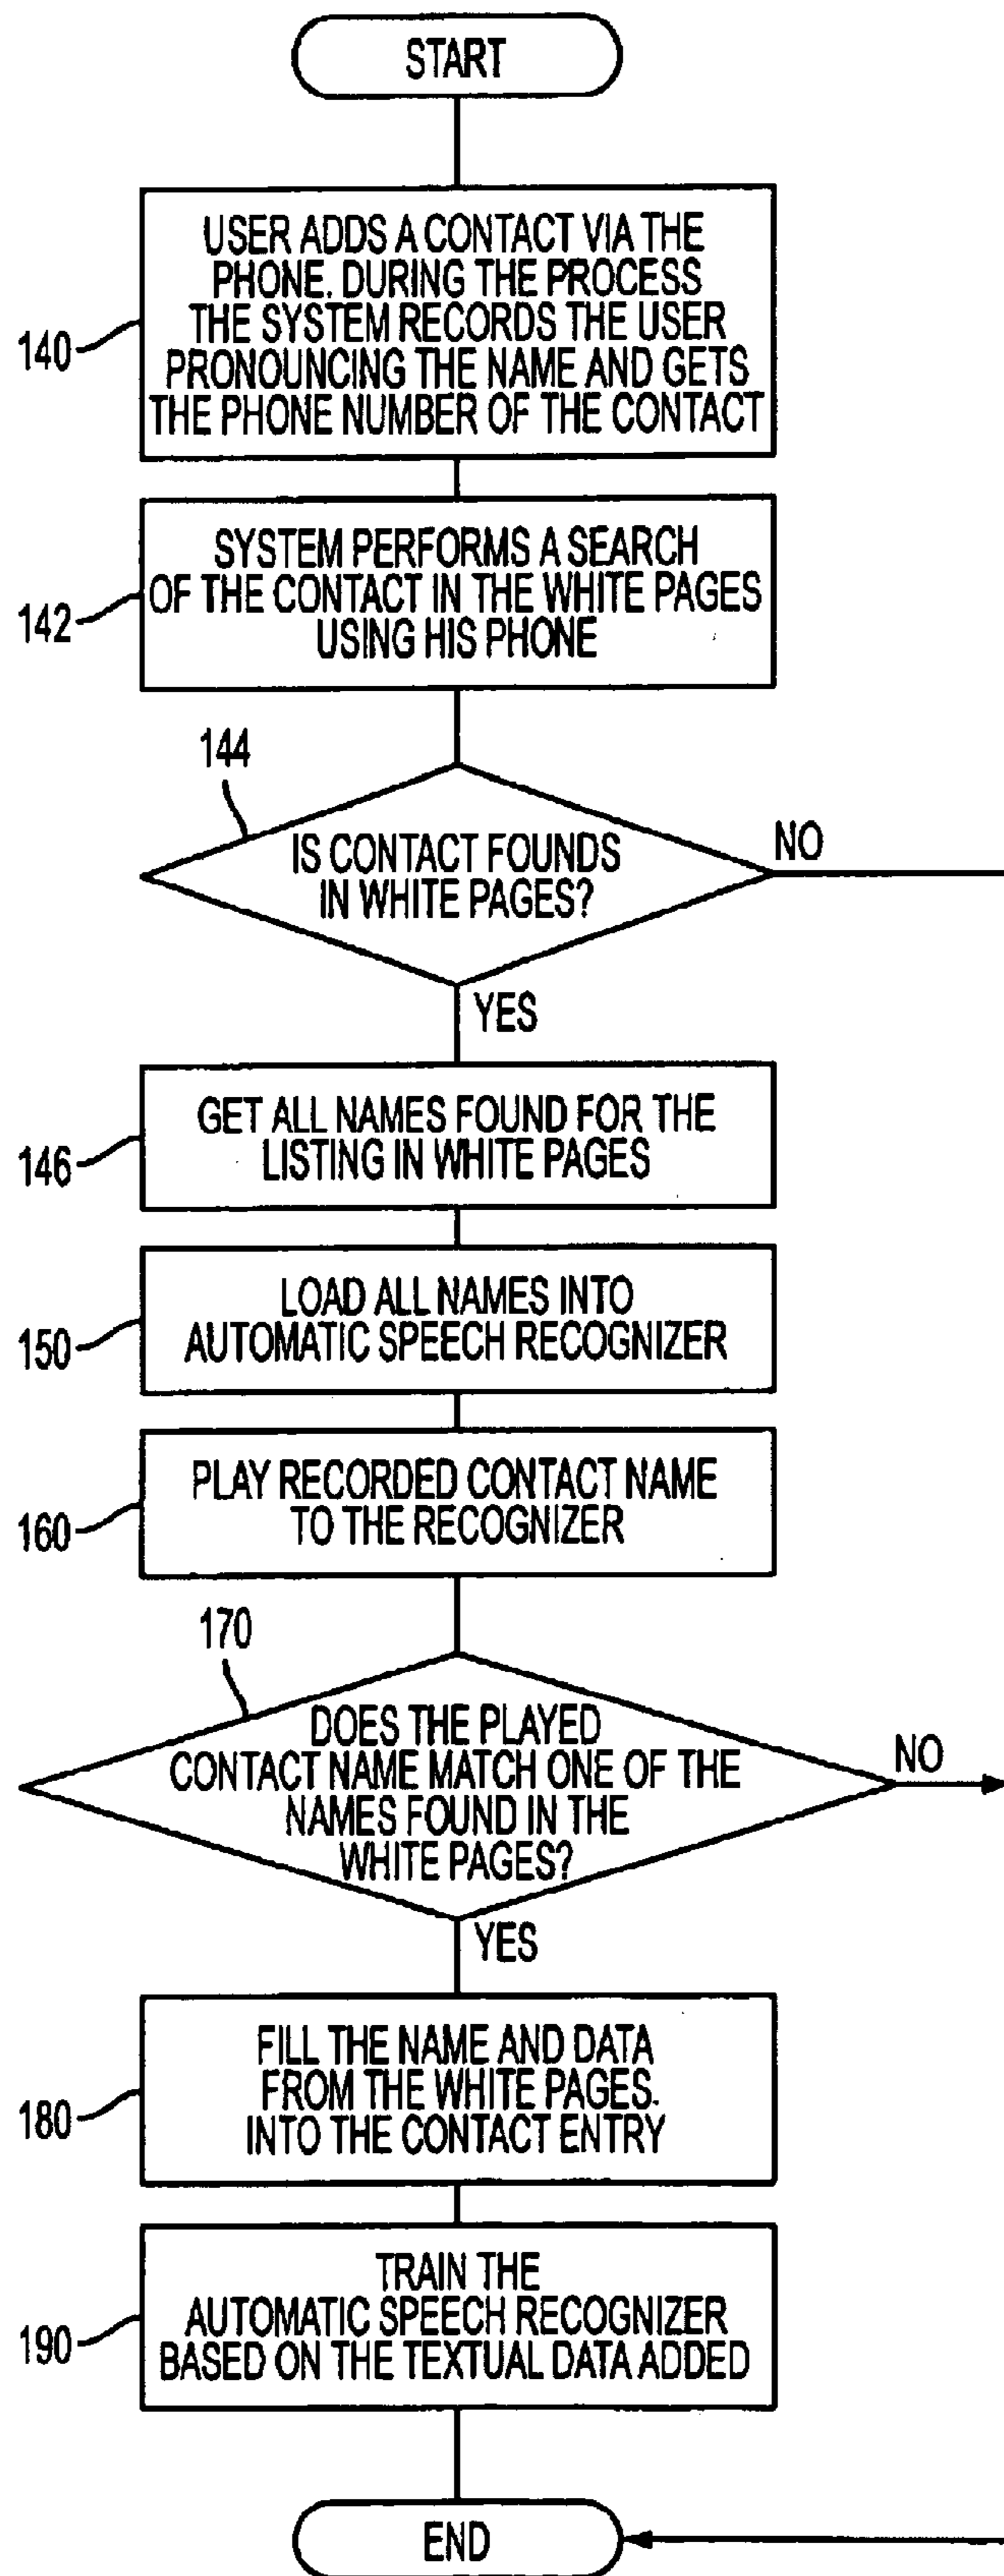 START
USER ADDS A CONTACT VIA THE
PHONE. DURING THE PROCESS
THE SYSTEM RECORDS THE USER
PRONOUNCING THE NAME AND GETS
THE PHONE NUMBER OF THE CONTACT
140
SYSTEM PERFORMS A SEARCH
OF THE CONTACT IN THE WHITE PAGES
USING HIS PHONE
142
144
IS CONTACT FOUNDS
IN WHITE PAGES?
NO
YES
GET ALL NAMES FOUND FOR THE
LISTING IN WHITE PAGES
146
LOAD ALL NAMES INTO
AUTOMATIC SPEECH RECOGNIZER
150
PLAY RECORDED CONTACT NAME
TO THE RECOGNIZER
160
170
DOES THE PLAYED
CONTACT NAME MATCH ONE OF THE
NAMES FOUND IN THE
WHITE PAGES?
NO
YES
FILL THE NAME AND DATA
FROM THE WHITE PAGES.
INTO THE CONTACT ENTRY
180
TRAIN THE
AUTOMATIC SPEECH RECOGNIZER
BASED ON THE TEXTUAL DATA ADDED
190
END